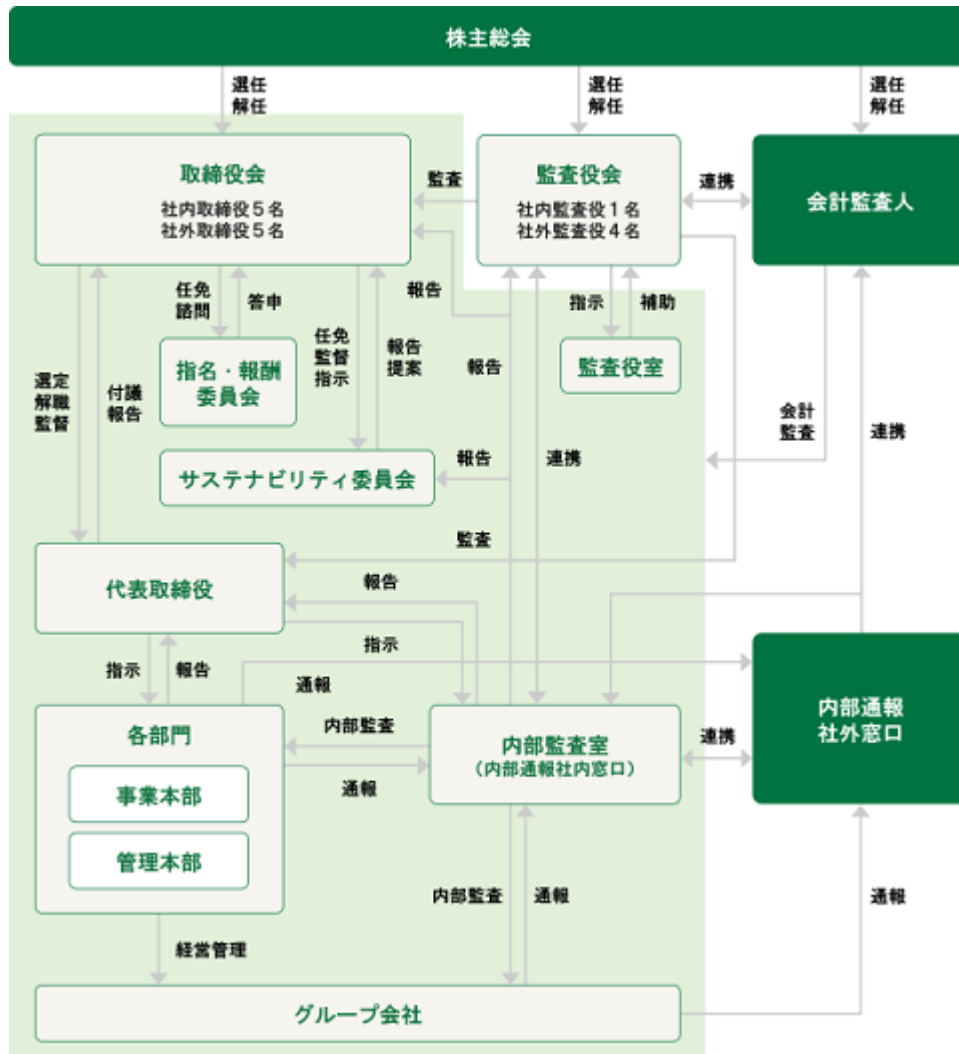 株主総会
選任
解任
選任
解任
選任
解任
取締役会
社内取締役5名
社外取締役5名
監査
監査役会
社内監査役1名
社外監査役4名
連携
会計監査人
任免
諮問
答申
報告
指示
補助
指名・報酬
委員会
任免
監督
指示
報告
提案
報告
監査役室
選定
解職
監督
付議
報告
会計
監査
連携
サステナビリティ委員会
報告
連携
監査
代表取締役
報告
指示
指示
報告
通報
各部門
事業本部
管理本部
内部監査
通報
内部監査室
(内部通報社内窓口)
連携
内部通報
社外窓口
内部監査
通報
通報
経営管理
グループ会社